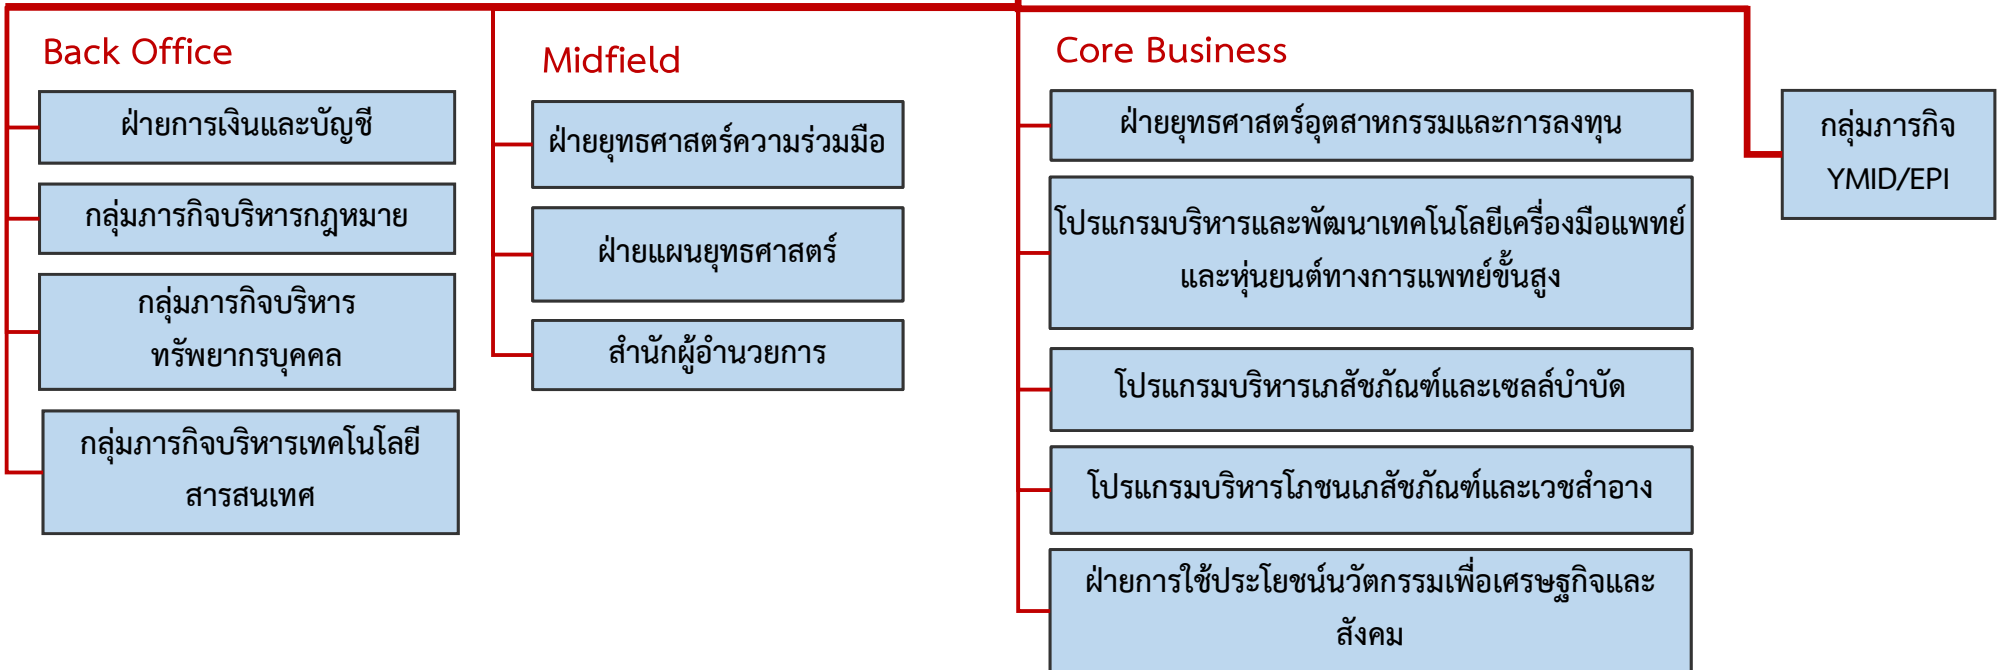 Back Office
ฝ่ายการเงินและบัญชี
กลุ่มภารกิจบริหารกฎหมาย
กลุ่มภารกิจบริหาร
ทรัพยากรบุคคล
กลุ่มภารกิจบริหารเทคโนโลยี
สารสนเทศ
Midfield
ฝ่ายยุทธศาสตร์ความร่วมมือ
ฝ่ายแผนยุทธศาสตร์
สำนักผู้อำนวยการ
Core Business
ฝ่ายยุทธศาสตร์อุตสาหกรรมและการลงทุน
โปรแกรมบริหารและพัฒนาเทคโนโลยีเครื่องมือแพทย์
และหุ่นยนต์ทางการแพทย์ขั้นสูง
โปรแกรมบริหารเภสัชภัณฑ์และเซลล์บำบัด
โปรแกรมบริหารโภชนเภสัชภัณฑ์และเวชสำอาง
ฝ่ายการใช้ประโยชน์นวัตกรรมเพื่อเศรษฐกิจและ
สังคม
กลุ่มภารกิจ
YMID/EPI